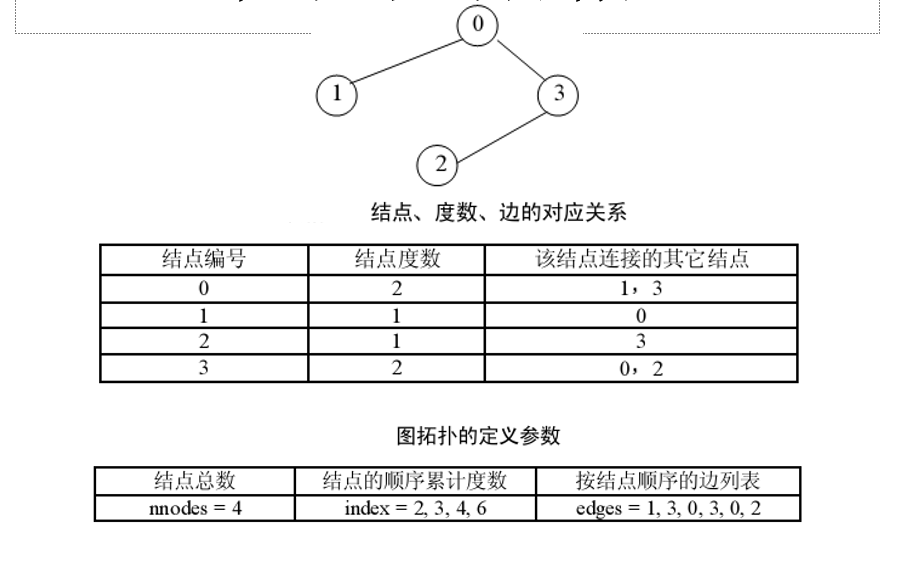 0
1
3
2
结点、度数、边的对应关系
结点编号 结点度数 该结点连接的其它结点
0 2 1，3
1 1 0
2 1 3
3 2 0，2
图拓扑的定义参数
结点总数 结点的顺序累计度数 按结点顺序的边列表
nnodes = 4 index = 2, 3, 4, 6 edges = 1, 3, 0, 3, 0, 2